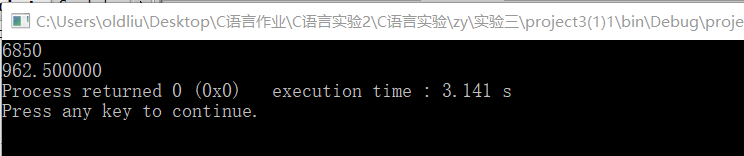 C:\Users\oldliu\Desktop\C语言作业\C语言实验2\C语言实验\zy\实验三\project3(1)1\bin\Debug\proje
6850
962.500000
Process returned 0 (0x0)   execution time : 3.141 s
Press any key to continue.